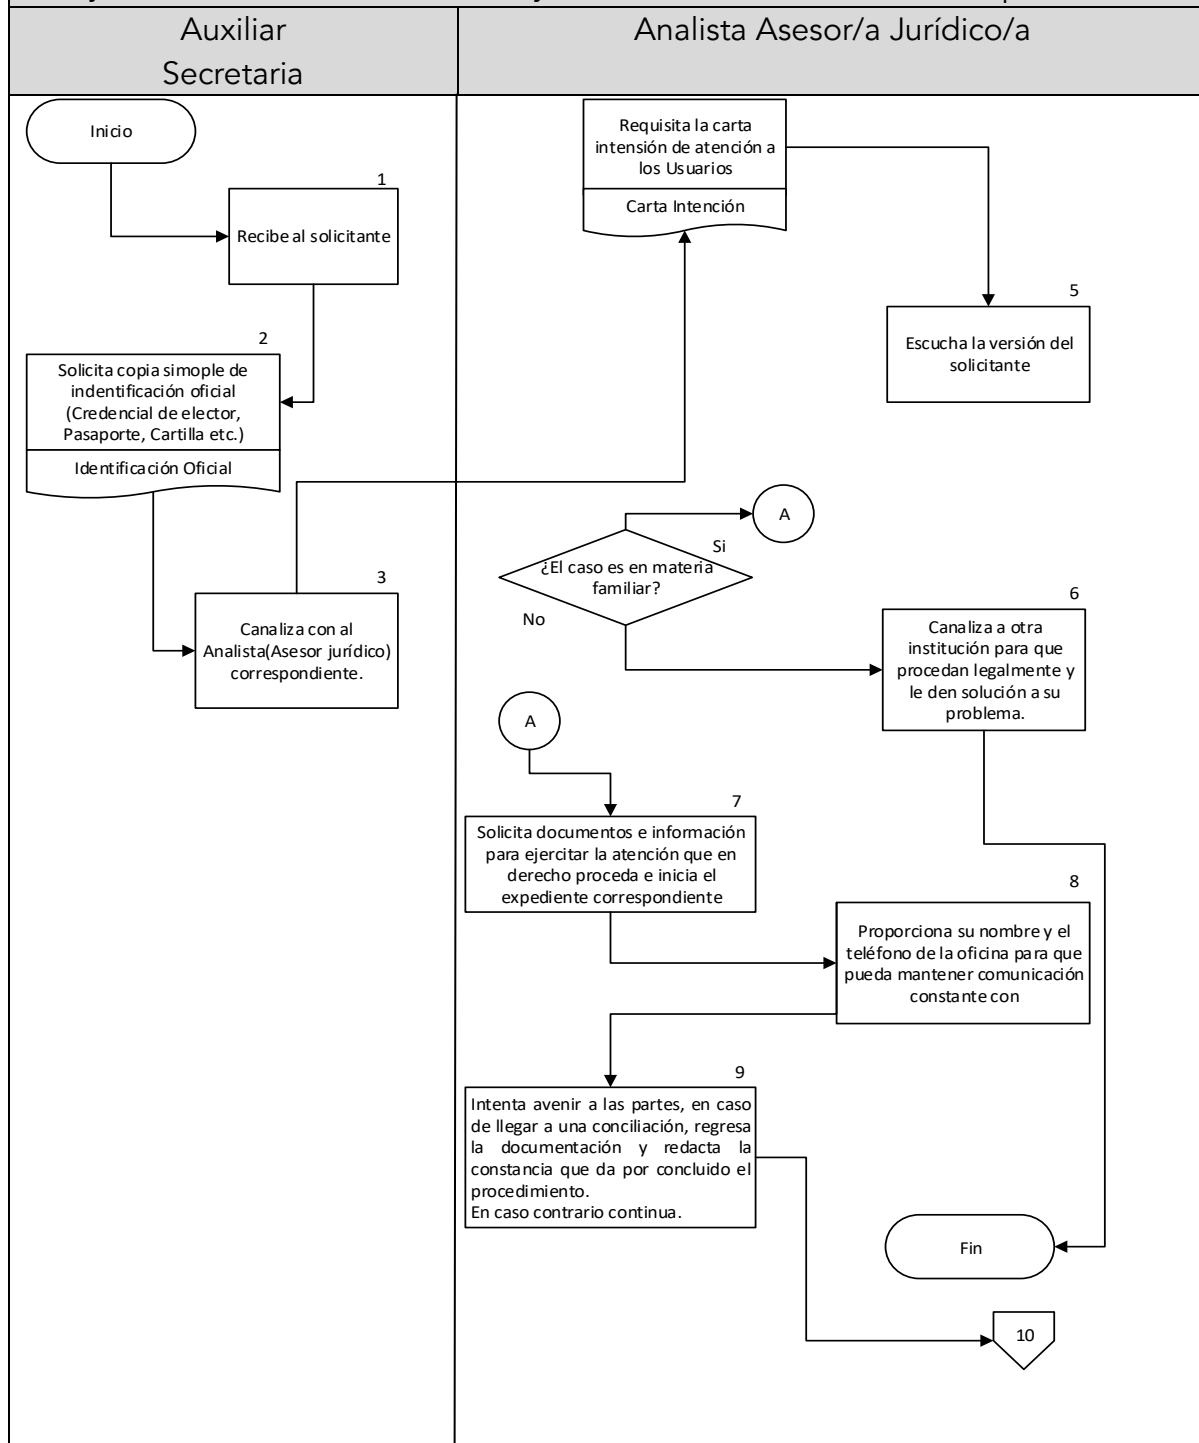 Auxiliar
Secretaria
Analista Asesor/a Jurídico/a
Inicio
1
Recibe al solicitante
2
Solicita copia simople de
indentificación oficial
(Credencial de elector,
Pasaporte, Cartilla etc.)
Identificación Oficial
3
Canaliza con al
Analista(Asesor jurídico)
correspondiente.
Requisita la carta
intensión de atención a
los Usuarios
Carta Intención
5
Escucha la versión del
solicitante
¿El caso es en materia
familiar?
Si
A
No
6
Canaliza a otra
institución para que
procedan legalmente y
le den solución a su
problema.
A
7
Solicita documentos e información
para ejercitar la atención que en
derecho proceda e inicia el
expediente correspondiente
8
Proporciona su nombre y el
teléfono de la oficina para que
pueda mantener comunicación
constante con
9
Intenta avenir a las partes, en caso
de llegar a una conciliación, regresa
la documentación y redacta la
constancia que da por concluido el
procedimiento.
En caso contrario continua.
Fin
10